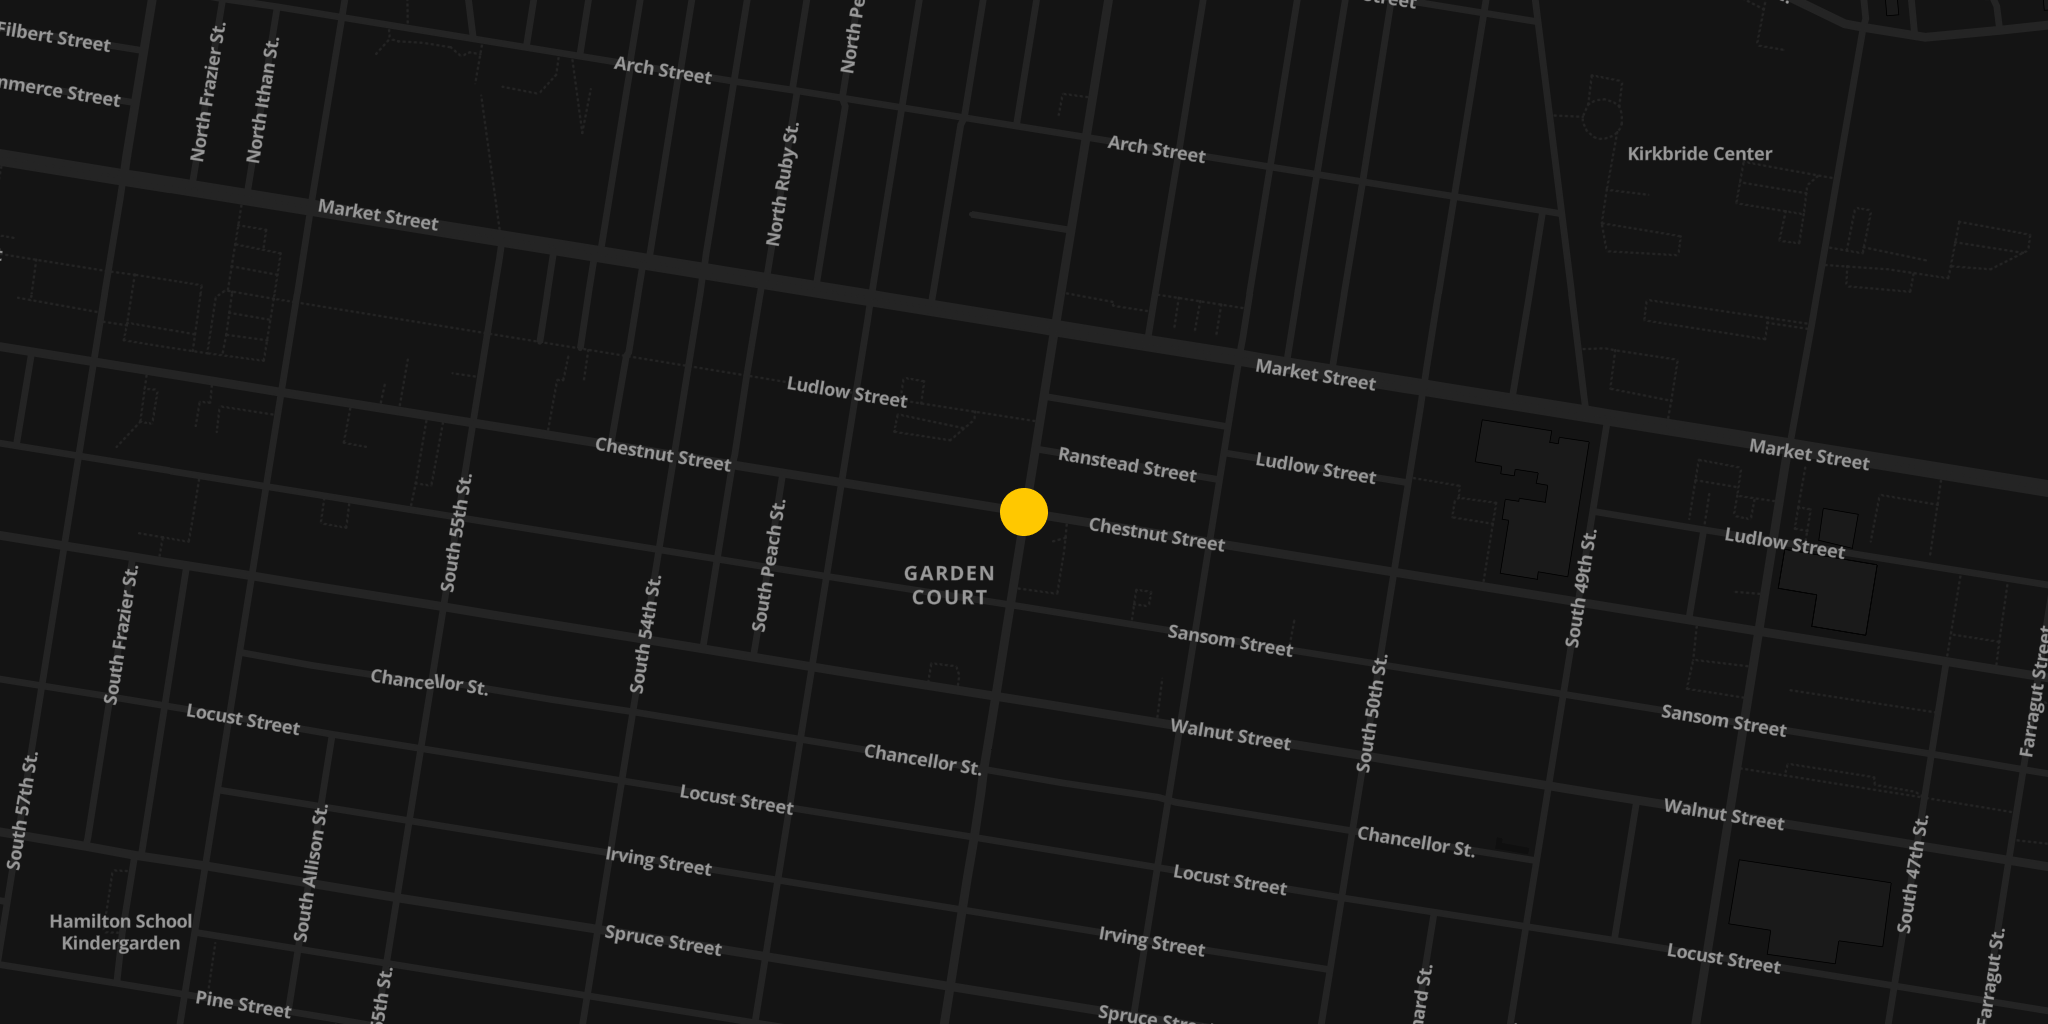 Filbert Street
North Frazier St.
North Ithan St.
Arch Street
Arch Street
Kirkbride Center
North Ruby St.
Market Street
Market Street
Market Street
Ludlow Street
Ludlow Street
Ludlow Street
Chestnut Street
Ranstead Street
Chestnut Street
South 55th St.
South Peach St.
GARDEN
COURT
South 49th St.
South Frazier St.
South 54th St.
Sansom Street
Sansom Street
South 50th St.
Farragut Street
Chancellor St.
Locust Street
Walnut Street
Walnut Street
Chancellor St.
South 57th St.
Locust Street
Chancellor St.
South 47th St.
South Allison St.
Irving Street
Locust Street
Hamilton School
Kindergarden
Spruce Street
Irving Street
Locust Street
Farragut St.
Pine Street
Spruce